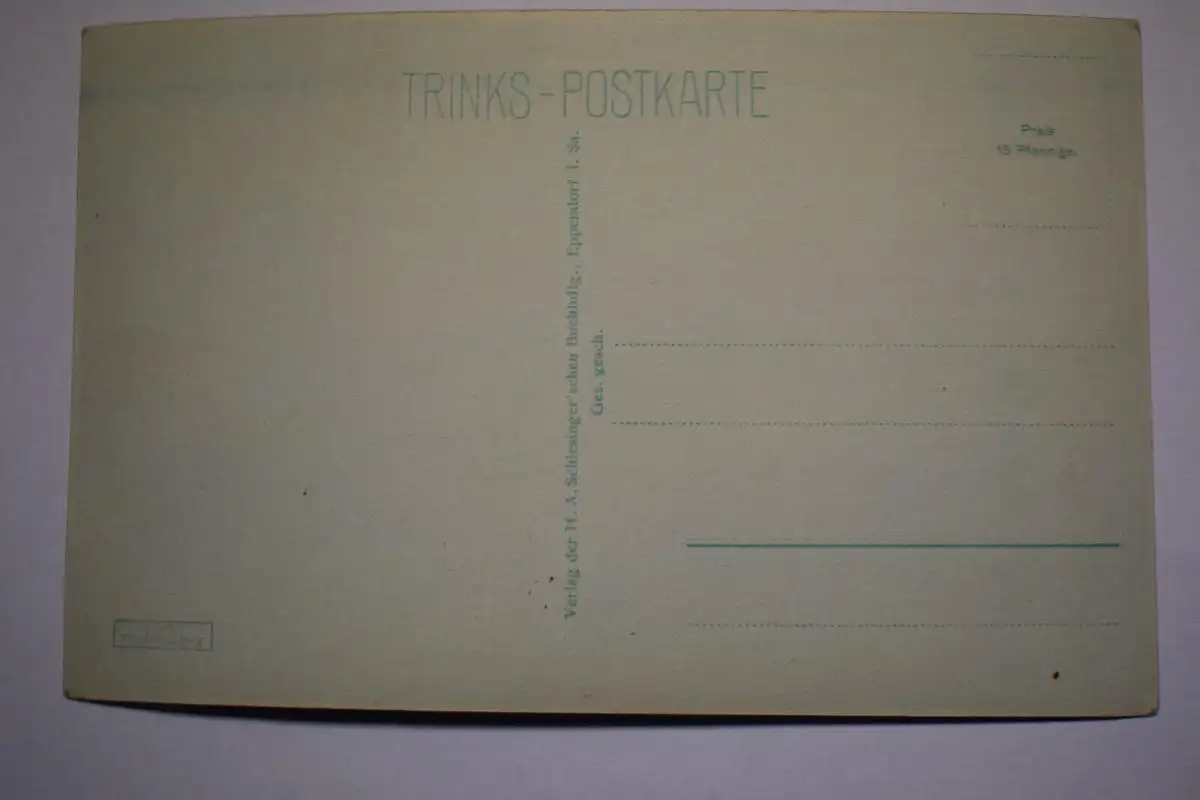 TRINKS-POSTKARTE
Preis
15 Pfennige.
Verlag der M. A. Schlesinger'schen Buchhdlg., Eppendorf i. Sa.
Ges. gesch.